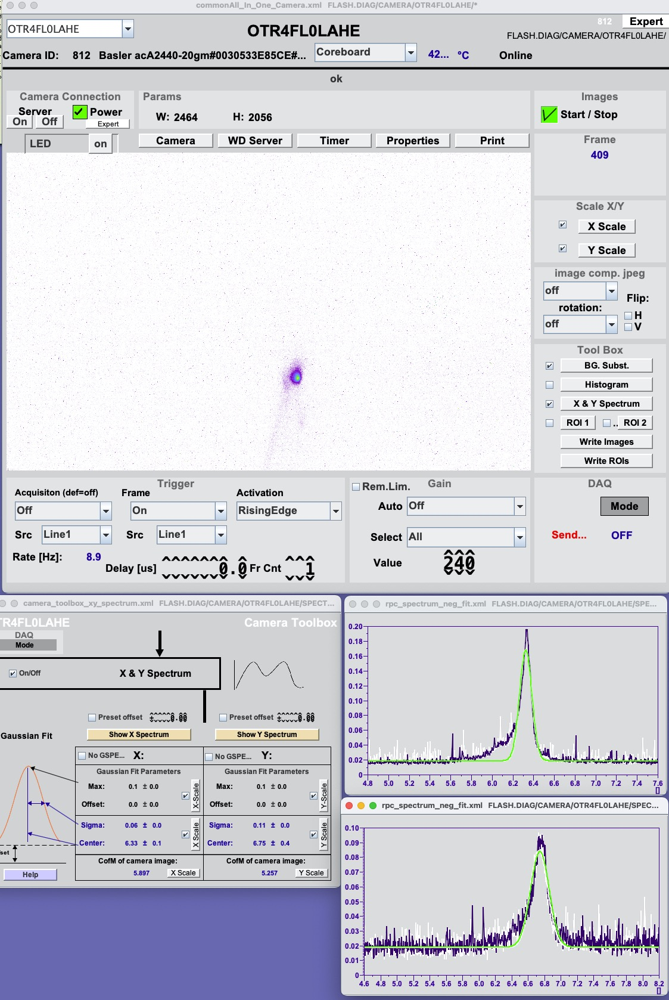 commonAll_In_One_Camera.xml FLASH.DIAG/CAMERA/OTR4FL0LAHE/*
OTR4FL0LAHE
OTR4FL0LAHE
812
Expert
FLASH.DIAG/CAMERA/OTR4FL0LAHE/
Camera ID: 812 Basler acA2440-20gm#0030533E85CE#... Coreboard 42... °C Online
ok
Camera Connection
Server Power
On Off Expert
LED on
Params
W: 2464 H: 2056
Camera WD Server Timer Properties Print
Images
Start / Stop
Frame
409
Scale X/Y
X Scale
Y Scale
image comp. jpeg
off
Flip:
rotation:
H
off
V
Tool Box
BG. Subst.
Histogram
X & Y Spectrum
ROI 1 .. ROI 2
Write Images
Write ROIs
Trigger
Acquisiton (def=off) Frame Activation
Off On RisingEdge
Src Line1 Src Line1
Rate [Hz]: 8.9 Delay [us] 0.0 Fr Cnt 1
Rem.Lim. Gain
Auto Off
Select All
Value 240
DAQ
Mode
Send... OFF
camera_toolbox_xy_spectrum.xml FLASH.DIAG/CAMERA/OTR4FL0LAHE/SPECT...
TR4FL0LAHE Camera Toolbox
DAQ
Mode
On/Off X & Y Spectrum
Preset offset ± 0.00 Preset offset ± 0.00
Gaussian Fit Show X Spectrum Show Y Spectrum
No GSPE... X: No GSPE... Y:
Gaussian Fit Parameters Gaussian Fit Parameters
Max: 0.1 ± 0.0 X-Scale Max: 0.1 ± 0.0 Y-Scale
Offset: 0.0 ± 0.0 Offset: 0.0 ± 0.0
Sigma: 0.06 ± 0.0 X Scale Sigma: 0.11 ± 0.0 Y Scale
Center: 6.33 ± 0.1 Center: 6.75 ± 0.4
set
CofM of camera image: CofM of camera image:
5.897 X Scale 5.257 Y Scale
Help
rpc_spectrum_neg_fit.xml FLASH.DIAG/CAMERA/OTR4FL0LAHE/SPE...
0.20
0.18
0.16
0.14
0.12
0.10
0.08
0.06
0.04
0.02
0
4.8 5.0 5.2 5.4 5.6 5.8 6.0 6.2 6.4 6.6 6.8 7.0 7.2 7.4 7.6
[]
rpc_spectrum_neg_fit.xml FLASH.DIAG/CAMERA/OTR4FL0LAHE/SPEC...
0.10
0.09
0.08
0.07
0.06
0.05
0.04
0.03
0.02
0.01
0
4.6 4.8 5.0 5.2 5.4 5.6 5.8 6.0 6.2 6.4 6.6 6.8 7.0 7.2 7.4 7.6 7.8 8.0 8.2
[]